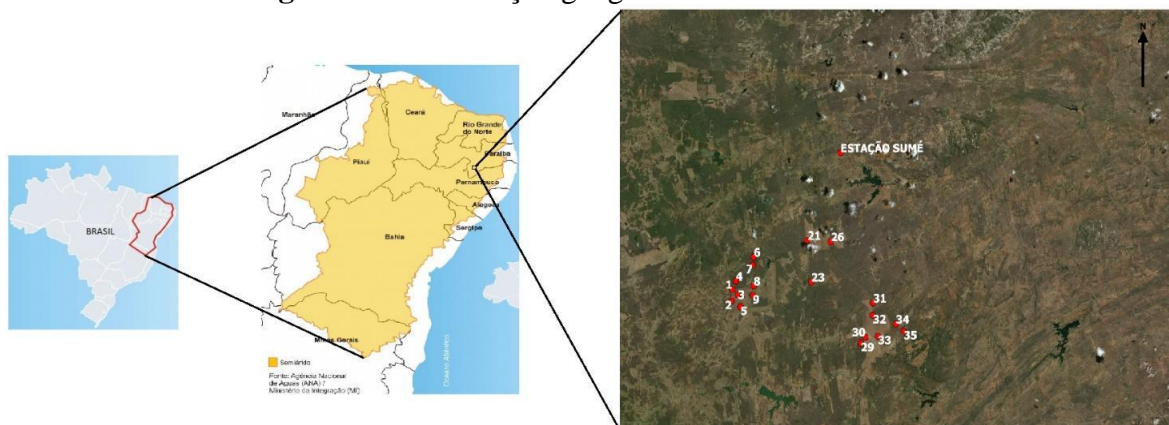 BRASIL
Maranhão
Ceará
Rio Grande
do Norte
Paraíba
Piauí
Pernambuco
Alagoas
Sergipe
Bahia
Minas Gerais
Oceano Atlântico
Semiárido
Fonte: Agência Nacional
de Águas (ANA) /
Ministério da Integração (MI)
N
ESTAÇÃO SUMÉ
21
26
6
7
4
8
23
1
3
9
2
5
31
32
34
30
33
35
29